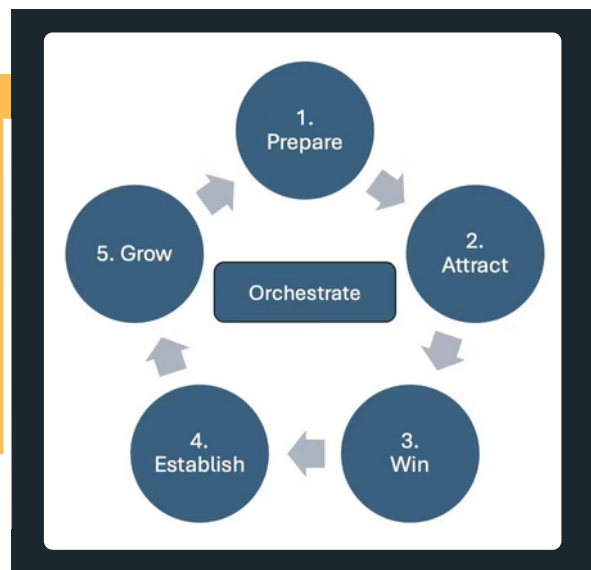 1.
Prepare
2.
Attract
3.
Win
4.
Establish
5. Grow
Orchestrate